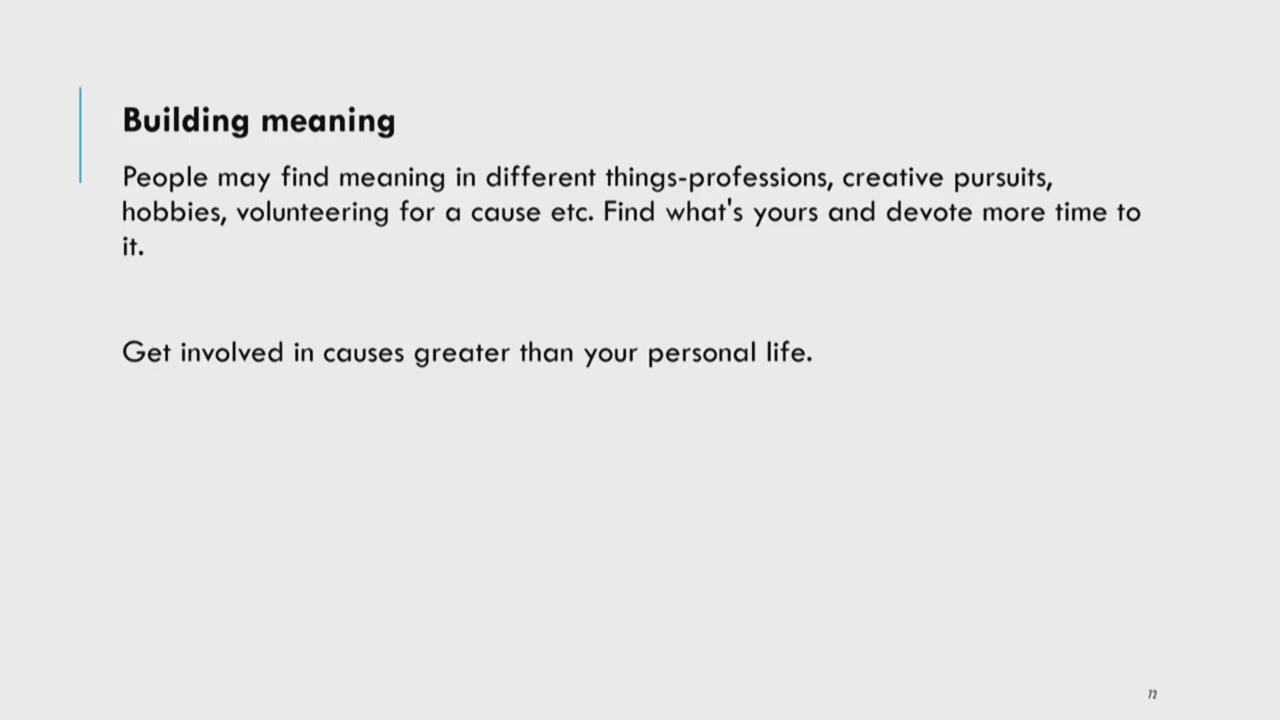 Building meaning
People may find meaning in different things-professions, creative pursuits,
hobbies, volunteering for a cause etc. Find what's yours and devote more time to
it.
Get involved in causes greater than your personal life.